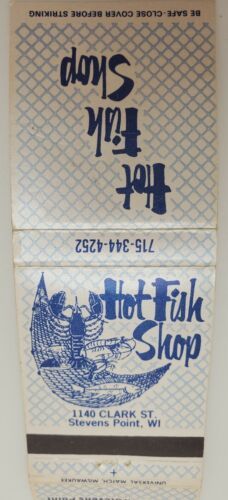 BE SAFE-CLOSE COVER BEFORE STRIKING
Hot
Fish
Shop
715-344-4252
Hot Fish
Shop
1140 CLARK ST.
Stevens Point, WI
UNIVERSAL MATCH, MILWAUKEE